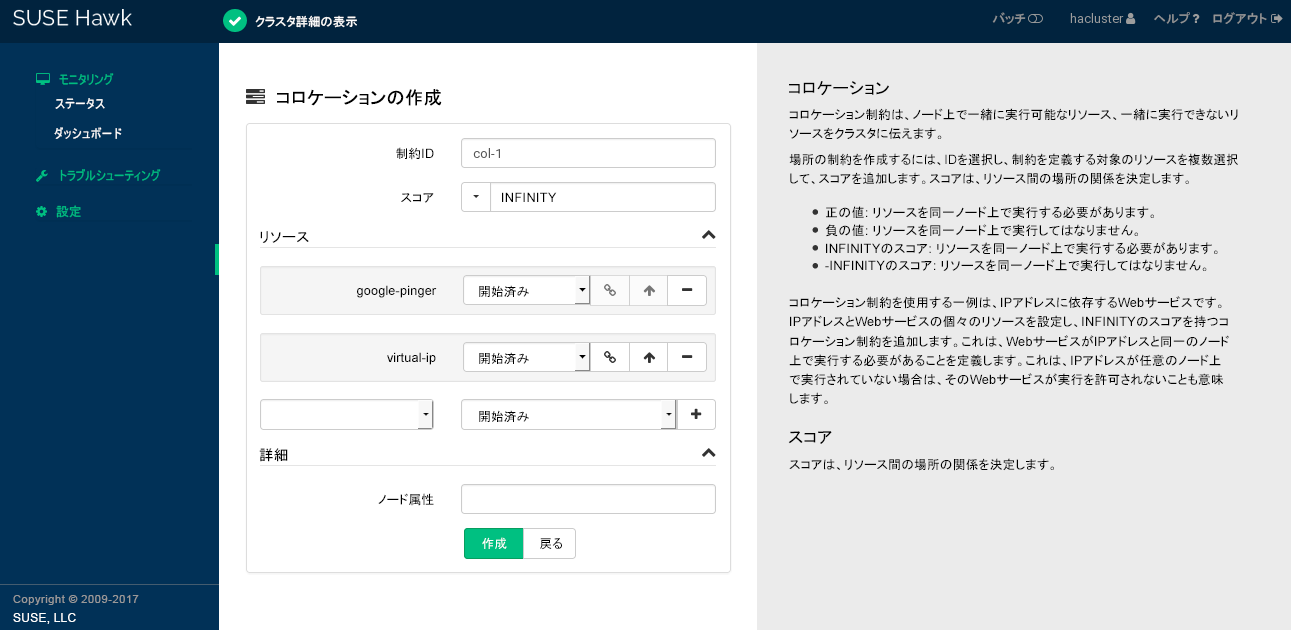 SUSE Hawk
クラスタ詳細の表示
バッチ
hacluster
ヘルプ ?
ログアウト
モニタリング
ステータス
ダッシュボード
トラブルシューティング
設定
Copyright © 2009-2017
SUSE, LLC
コロケーションの作成
制約ID
col-1
スコア
INFINITY
リソース
google-pinger
開始済み
virtual-ip
開始済み
開始済み
詳細
ノード属性
作成
戻る
コロケーション
コロケーション制約は、ノード上で一緒に実行可能なリソース、一緒に実行できないリ
ソースをクラスタに伝えます。
場所の制約を作成するには、IDを選択し、制約を定義する対象のリソースを複数選択
して、スコアを追加します。スコアは、リソース間の場所の関係を決定します。
• 正の値: リソースを同一ノード上で実行する必要があります。
• 負の値: リソースを同一ノード上で実行してはなりません。
• INFINITYのスコア: リソースを同一ノード上で実行する必要があります。
• -INFINITYのスコア: リソースを同一ノード上で実行してはなりません。
コロケーション制約を使用する一例は、IPアドレスに依存するWebサービスです。
IPアドレスとWebサービスの個々のリソースを設定し、INFINITYのスコアを持つコ
ロケーション制約を追加します。これは、WebサービスがIPアドレスと同一のノード
上で実行する必要があることを定義します。これは、IPアドレスが任意のノード上
で実行されていない場合は、そのWebサービスが実行を許可されないことも意味
します。
スコア
スコアは、リソース間の場所の関係を決定します。